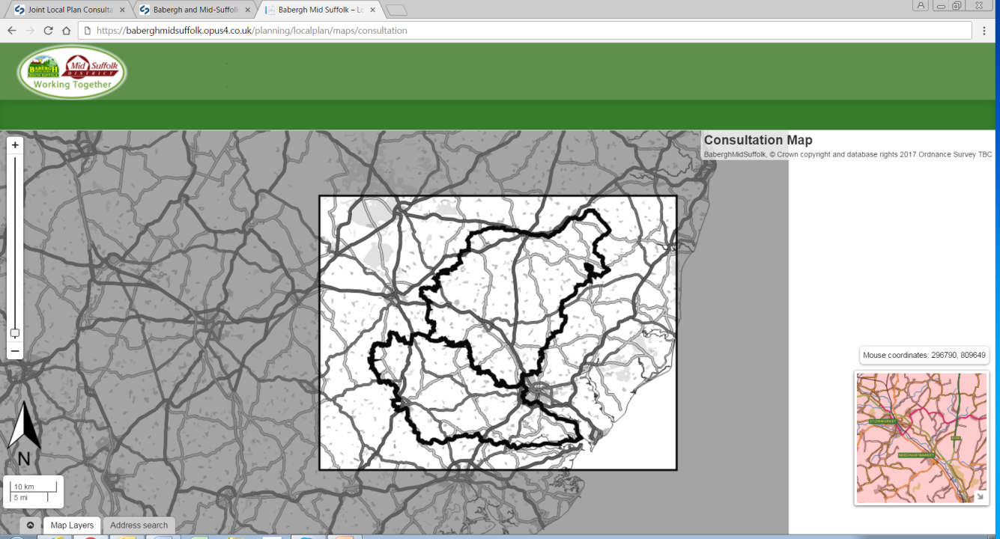 Joint Local Plan Consulta
Babergh and Mid-Suffolk
Babergh Mid Suffolk – Lo
https://baberghmidsuffolk.opus4.co.uk/planning/localplan/maps/consultation
BABERGH
SOUTH SUFFOLK
Mid Suffolk
DISTRICT
Working Together
+
Consultation Map
BaberghMidSuffolk, © Crown copyright and database rights 2017 Ordnance Survey TBC
−
Mouse coordinates: 296790, 809649
STOWMARKET
NEEDHAM MARKET
N
10 km
5 mi
Map Layers
Address search